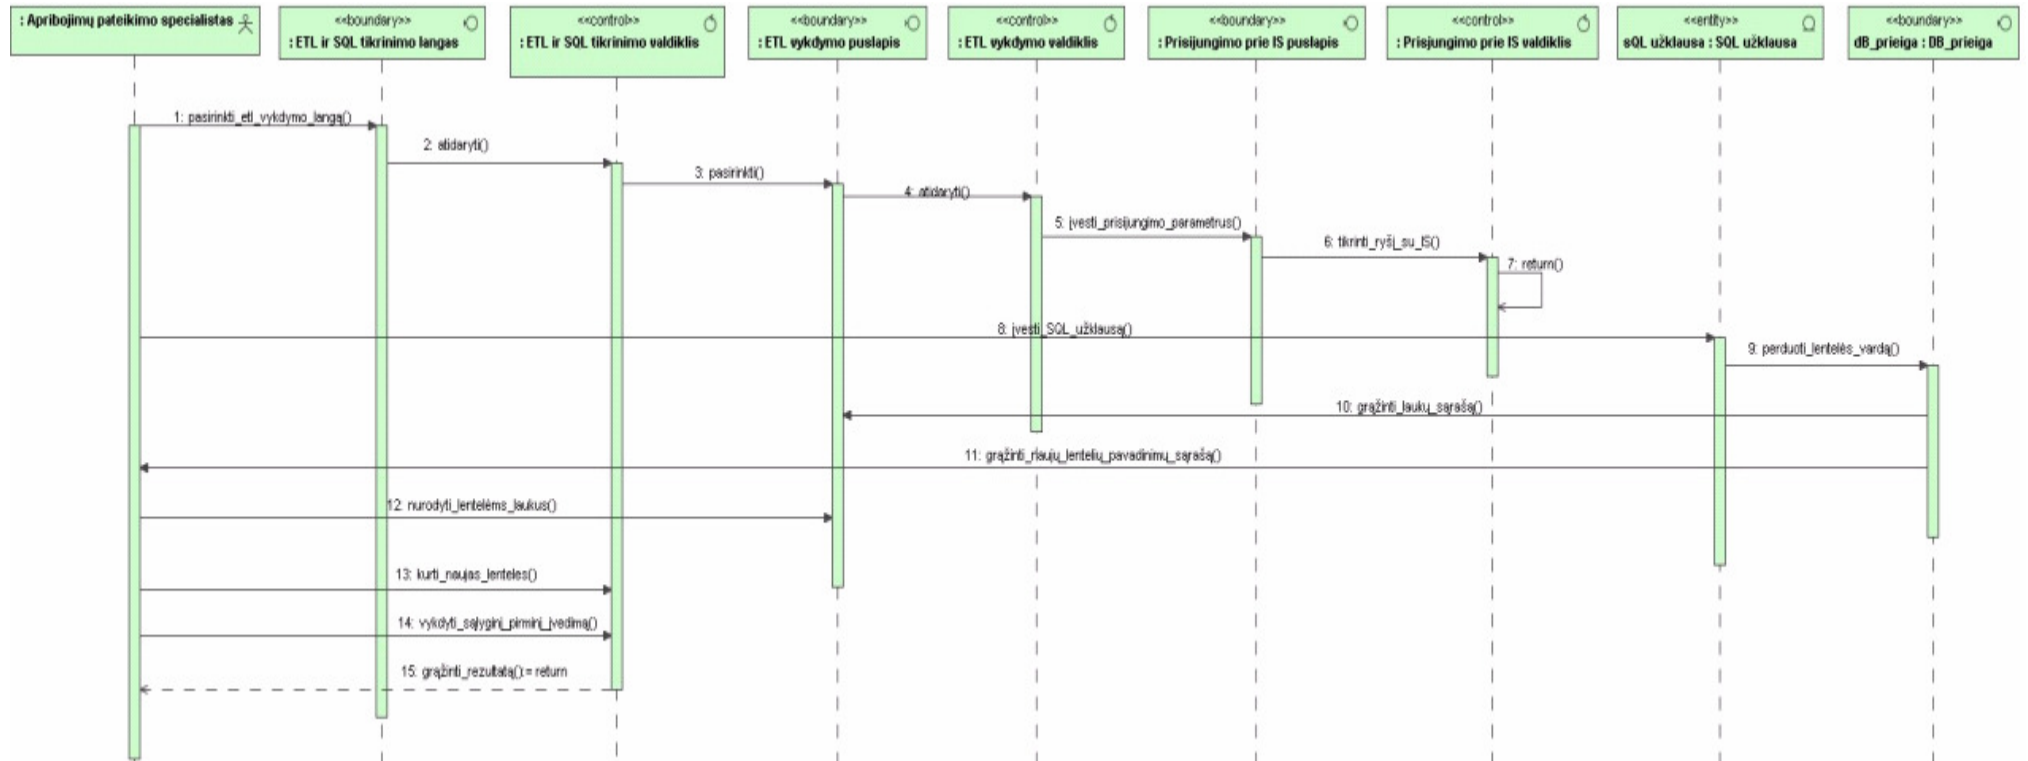 : Apribojimų pateikimo specialistas
<<boundary>>
: ETL ir SQL tikrinimo langas
<<control>>
: ETL ir SQL tikrinimo valdiklis
<<boundary>>
: ETL vykdymo puslapis
<<control>>
: ETL vykdymo valdiklis
<<boundary>>
: Prisijungimo prie IS puslapis
<<control>>
: Prisjungimo prie IS valdiklis
<<entity>>
sQL užklausa : SQL užklausa
<<boundary>>
dB_prieiga : DB_prieiga
1: pasirinkti_etl_vykdymo_langą()
2: atidaryti()
3: pasirinkti()
4: atidaryti()
5: įvesti_prisijungimo_parametrus()
6: tikrinti_ryšį_su_IS()
7: return()
8: įvesti_SQL_užklausą()
9: perduoti_lentelės_vardą()
10: grąžinti_laukų_sąrašą()
11: grąžinti_naujų_lentelių_pavadinimų_sąrašą()
12: nurodyti_lentelėms_laukus()
13: kurti_naujas_lenteles()
14: vykdyti_sąlyginį_pirminį_įvedimą()
15: grąžinti_rezultatą():= return